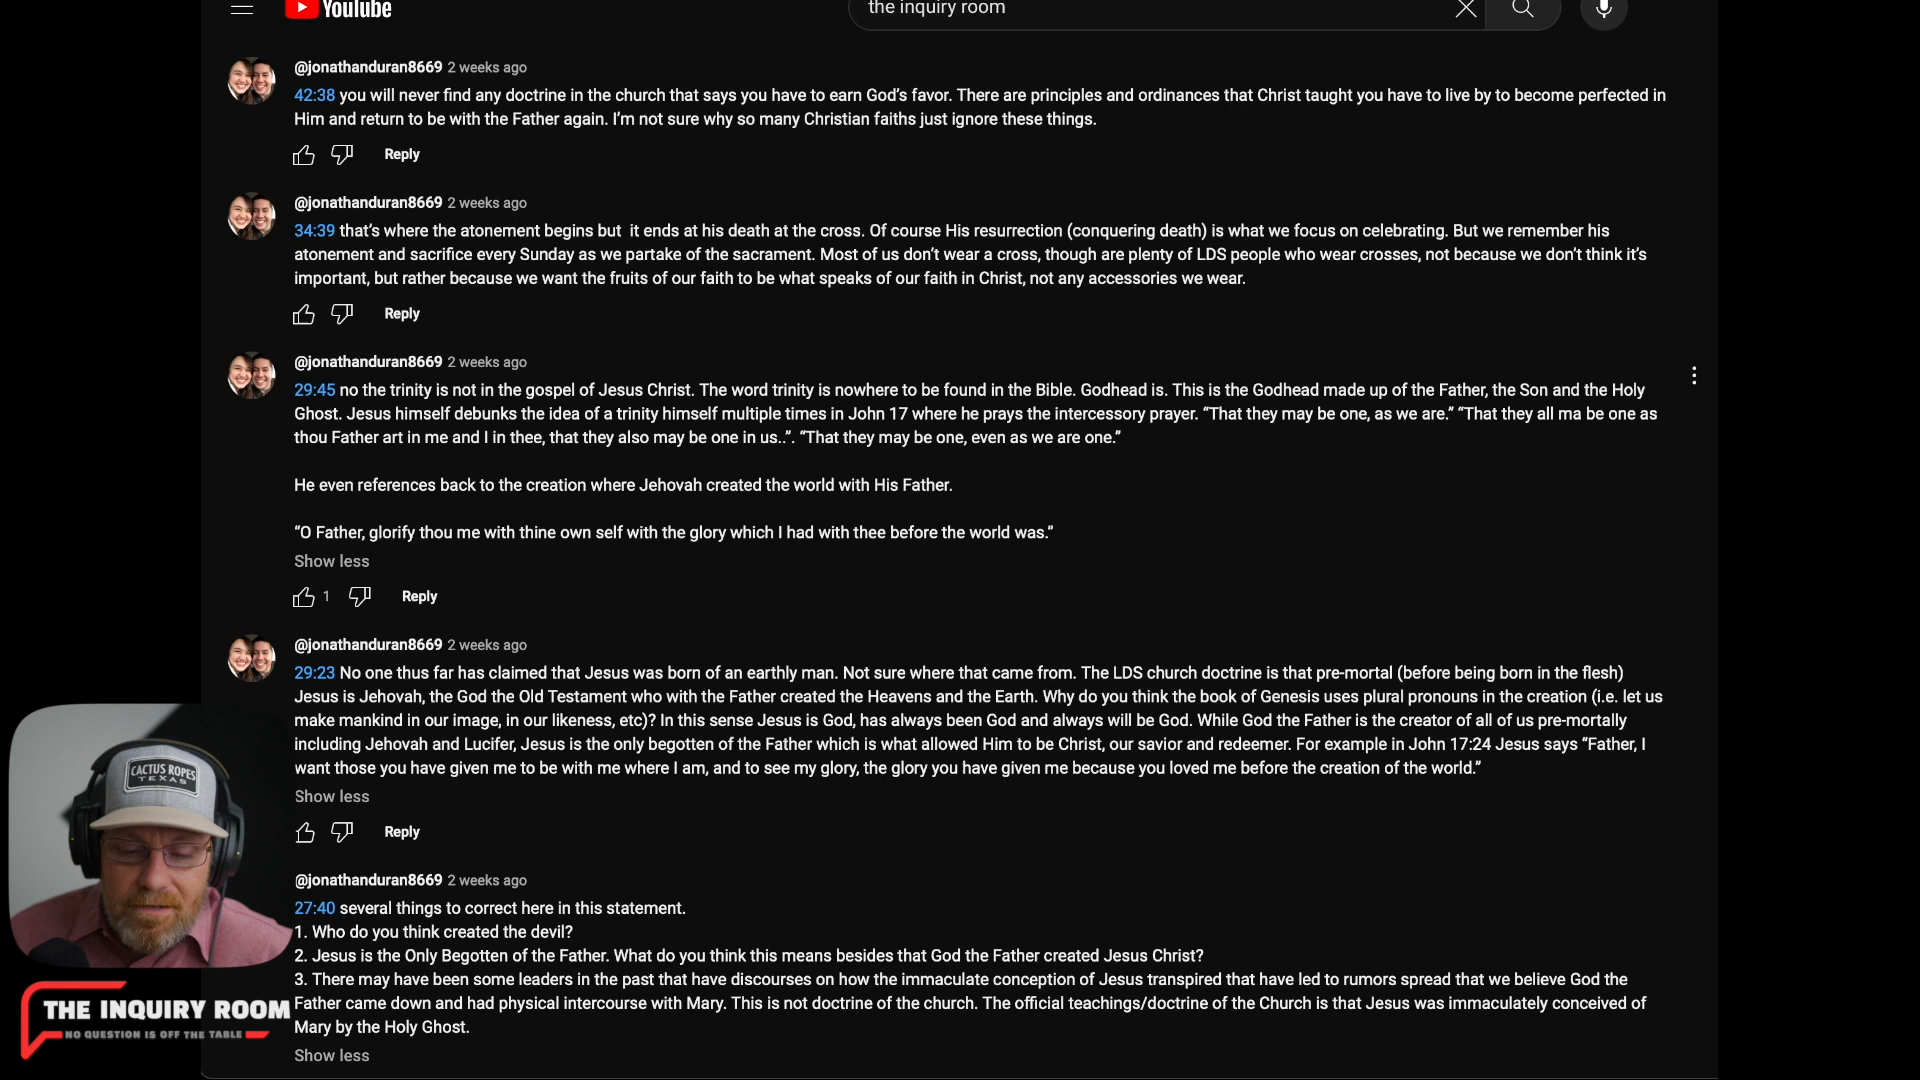 YouTube
the inquiry room
@jonathanduran8669 2 weeks ago
42:38 you will never find any doctrine in the church that says you have to earn God's favor. There are principles and ordinances that Christ taught you have to live by to become perfected in
Him and return to be with the Father again. I'm not sure why so many Christian faiths just ignore these things.
Reply
@jonathanduran8669 2 weeks ago
34:39 that's where the atonement begins but  it ends at his death at the cross. Of course His resurrection (conquering death) is what we focus on celebrating. But we remember his
atonement and sacrifice every Sunday as we partake of the sacrament. Most of us don't wear a cross, though are plenty of LDS people who wear crosses, not because we don't think it's
important, but rather because we want the fruits of our faith to be what speaks of our faith in Christ, not any accessories we wear.
Reply
@jonathanduran8669 2 weeks ago
29:45 no the trinity is not in the gospel of Jesus Christ. The word trinity is nowhere to be found in the Bible. Godhead is. This is the Godhead made up of the Father, the Son and the Holy
Ghost. Jesus himself debunks the idea of a trinity himself multiple times in John 17 where he prays the intercessory prayer. “That they may be one, as we are.” “That they all ma be one as
thou Father art in me and I in thee, that they also may be one in us..”. “That they may be one, even as we are one.”
He even references back to the creation where Jehovah created the world with His Father.
“O Father, glorify thou me with thine own self with the glory which I had with thee before the world was.”
Show less
1 Reply
@jonathanduran8669 2 weeks ago
29:23 No one thus far has claimed that Jesus was born of an earthly man. Not sure where that came from. The LDS church doctrine is that pre-mortal (before being born in the flesh)
Jesus is Jehovah, the God the Old Testament who with the Father created the Heavens and the Earth. Why do you think the book of Genesis uses plural pronouns in the creation (i.e. let us
make mankind in our image, in our likeness, etc)? In this sense Jesus is God, has always been God and always will be God. While God the Father is the creator of all of us pre-mortally
including Jehovah and Lucifer, Jesus is the only begotten of the Father which is what allowed Him to be Christ, our savior and redeemer. For example in John 17:24 Jesus says “Father, I
want those you have given me to be with me where I am, and to see my glory, the glory you have given me because you loved me before the creation of the world.”
Show less
Reply
@jonathanduran8669 2 weeks ago
27:40 several things to correct here in this statement.
1. Who do you think created the devil?
2. Jesus is the Only Begotten of the Father. What do you think this means besides that God the Father created Jesus Christ?
3. There may have been some leaders in the past that have discourses on how the immaculate conception of Jesus transpired that have led to rumors spread that we believe God the
Father came down and had physical intercourse with Mary. This is not doctrine of the church. The official teachings/doctrine of the Church is that Jesus was immaculately conceived of
Mary by the Holy Ghost.
Show less
CACTUS ROPES
TEXAS
THE INQUIRY ROOM
NO QUESTION IS OFF THE TABLE